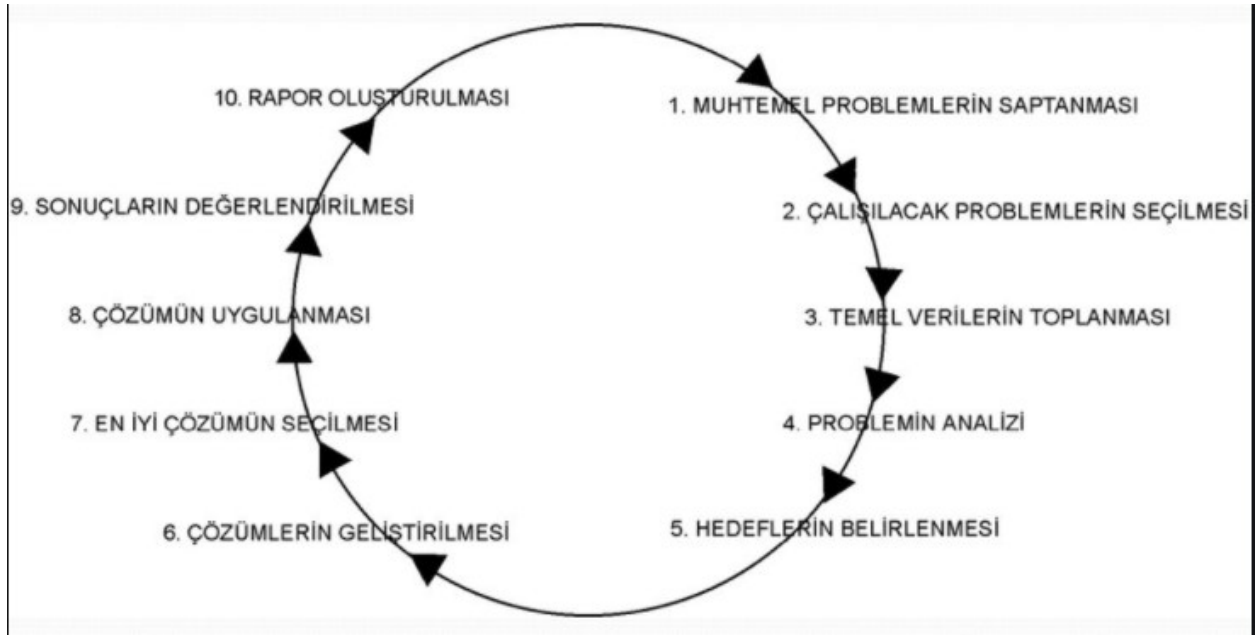 1. MUHTEMEL PROBLEMLERİN SAPTANMASI
2. ÇALIŞILACAK PROBLEMLERİN SEÇİLMESİ
3. TEMEL VERİLERİN TOPLANMASI
4. PROBLEMİN ANALİZİ
5. HEDEFLERİN BELİRLENMESİ
6. ÇÖZÜMLERİN GELİŞTİRİLMESİ
7. EN İYİ ÇÖZÜMÜN SEÇİLMESİ
8. ÇÖZÜMÜN UYGULANMASI
9. SONUÇLARIN DEĞERLENDİRİLMESİ
10. RAPOR OLUŞTURULMASI